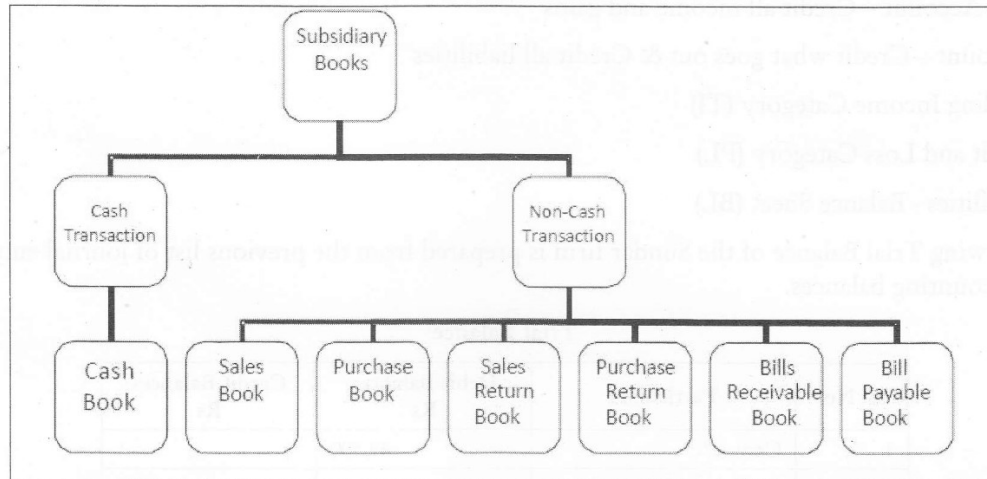 Subsidiary
Books
Cash
Transaction
Non-Cash
Transaction
Cash
Book
Sales
Book
Purchase
Book
Sales
Return
Book
Purchase
Return
Book
Bills
Receivable
Book
Bill
Payable
Book